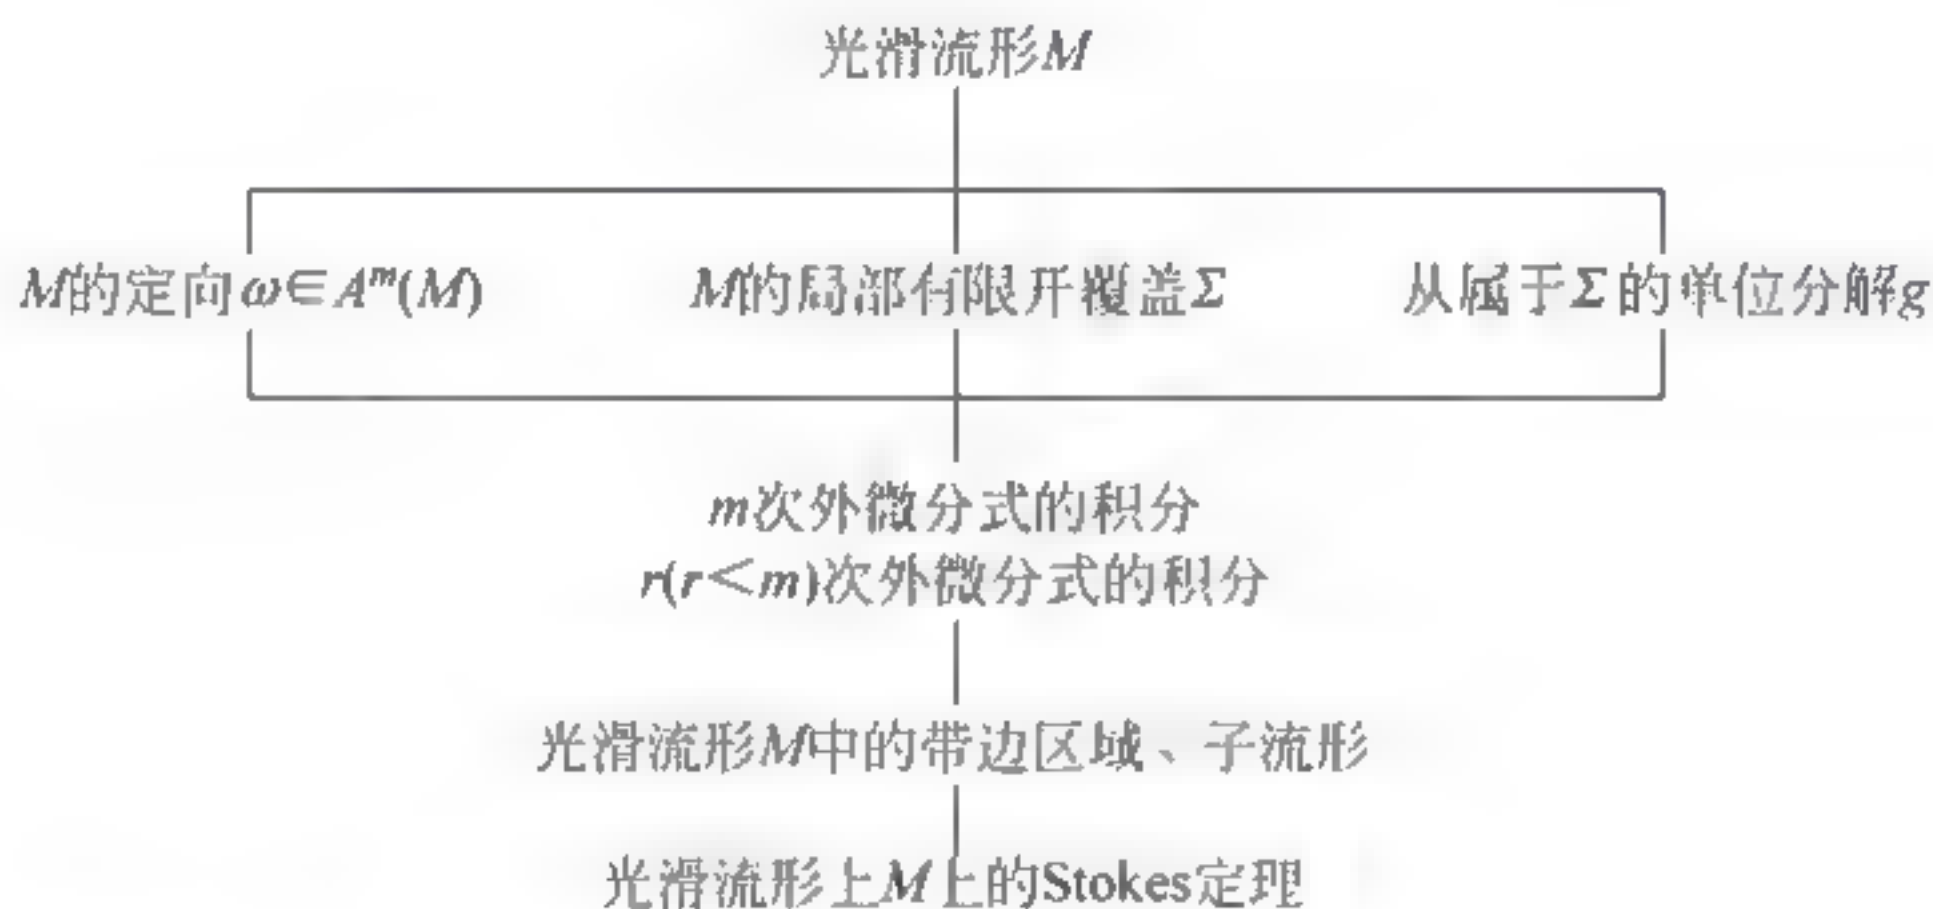 光滑流形M
M的定向ω∈Aᵐ(M)
M的局部有限开覆盖Σ
从属于Σ的单位分解g
m次外微分式的积分
r(r<m)次外微分式的积分
光滑流形M中的带边区域、子流形
光滑流形上M上的Stokes定理